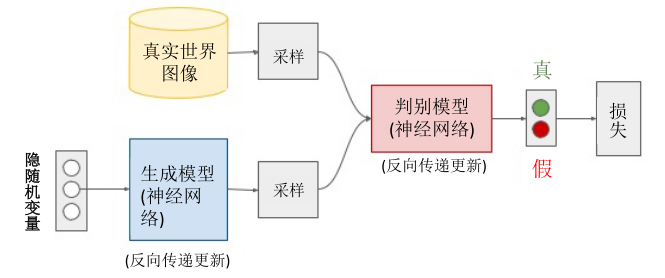 真实世界
图像
采样
真
判别模型
(神经网络)
假
损
失
(反向传递更新)
隐随机变量
生成模型
(神经网
络)
采样
(反向传递更新)